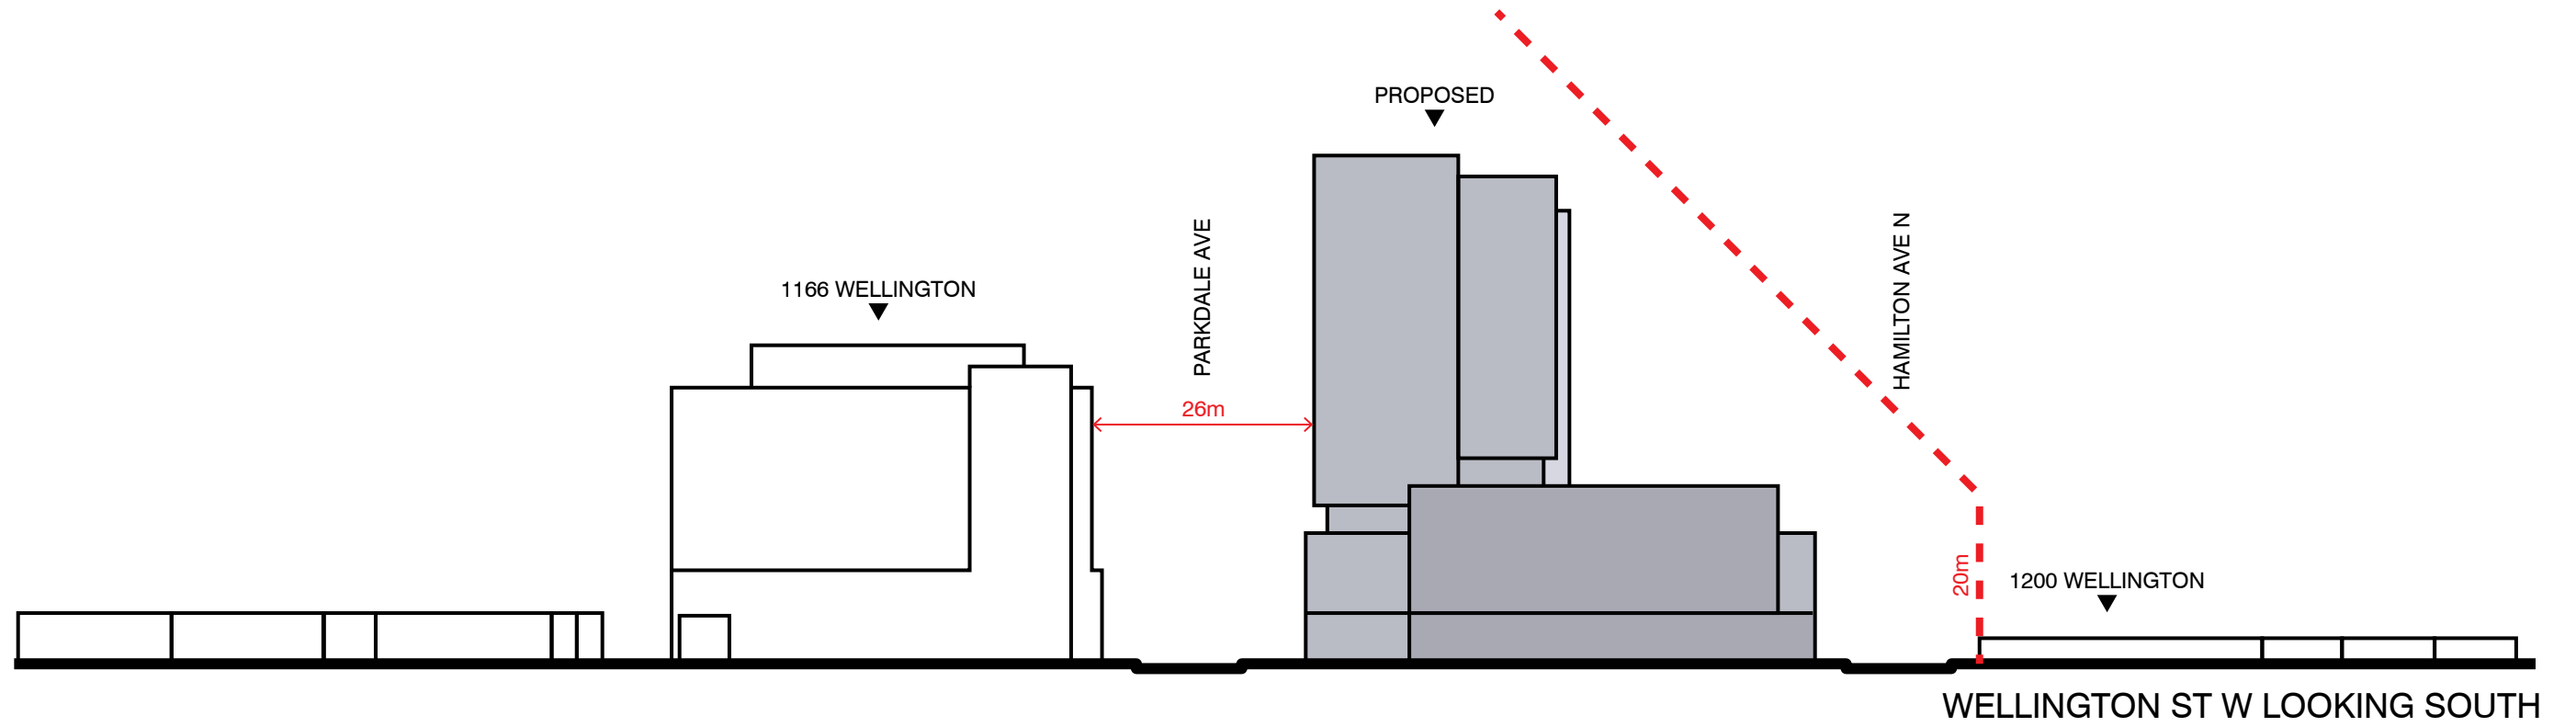 PROPOSED
1166 WELLINGTON
PARKDALE AVE
HAMILTON AVE N
26m
20m
1200 WELLINGTON
WELLINGTON ST W LOOKING SOUTH